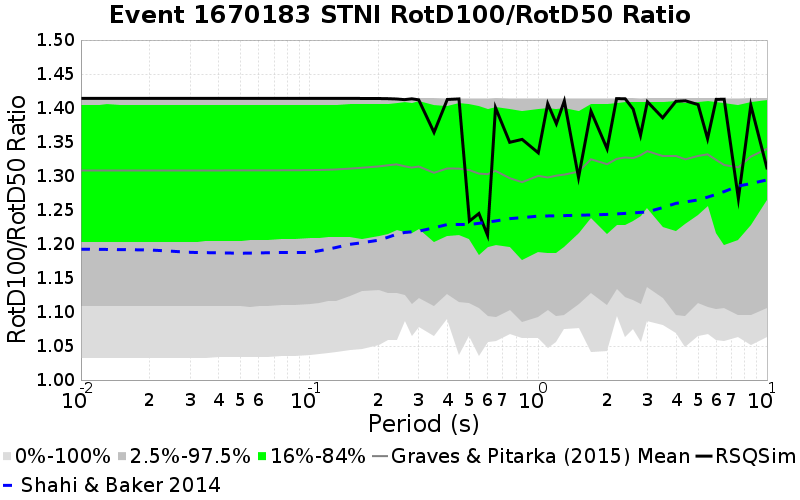 Event 1670183 STNI RotD100/RotD50 Ratio
RotD100/RotD50 Ratio
1.50
1.45
1.40
1.35
1.30
1.25
1.20
1.15
1.10
1.05
1.00
10-2 2 3 4 5 6 10-1 2 3 4 5 6 7 100 2 3 4 5 6 7 101
Period (s)
0%-100% 2.5%-97.5% 16%-84% Graves & Pitarka (2015) Mean RSQSim
Shahi & Baker 2014